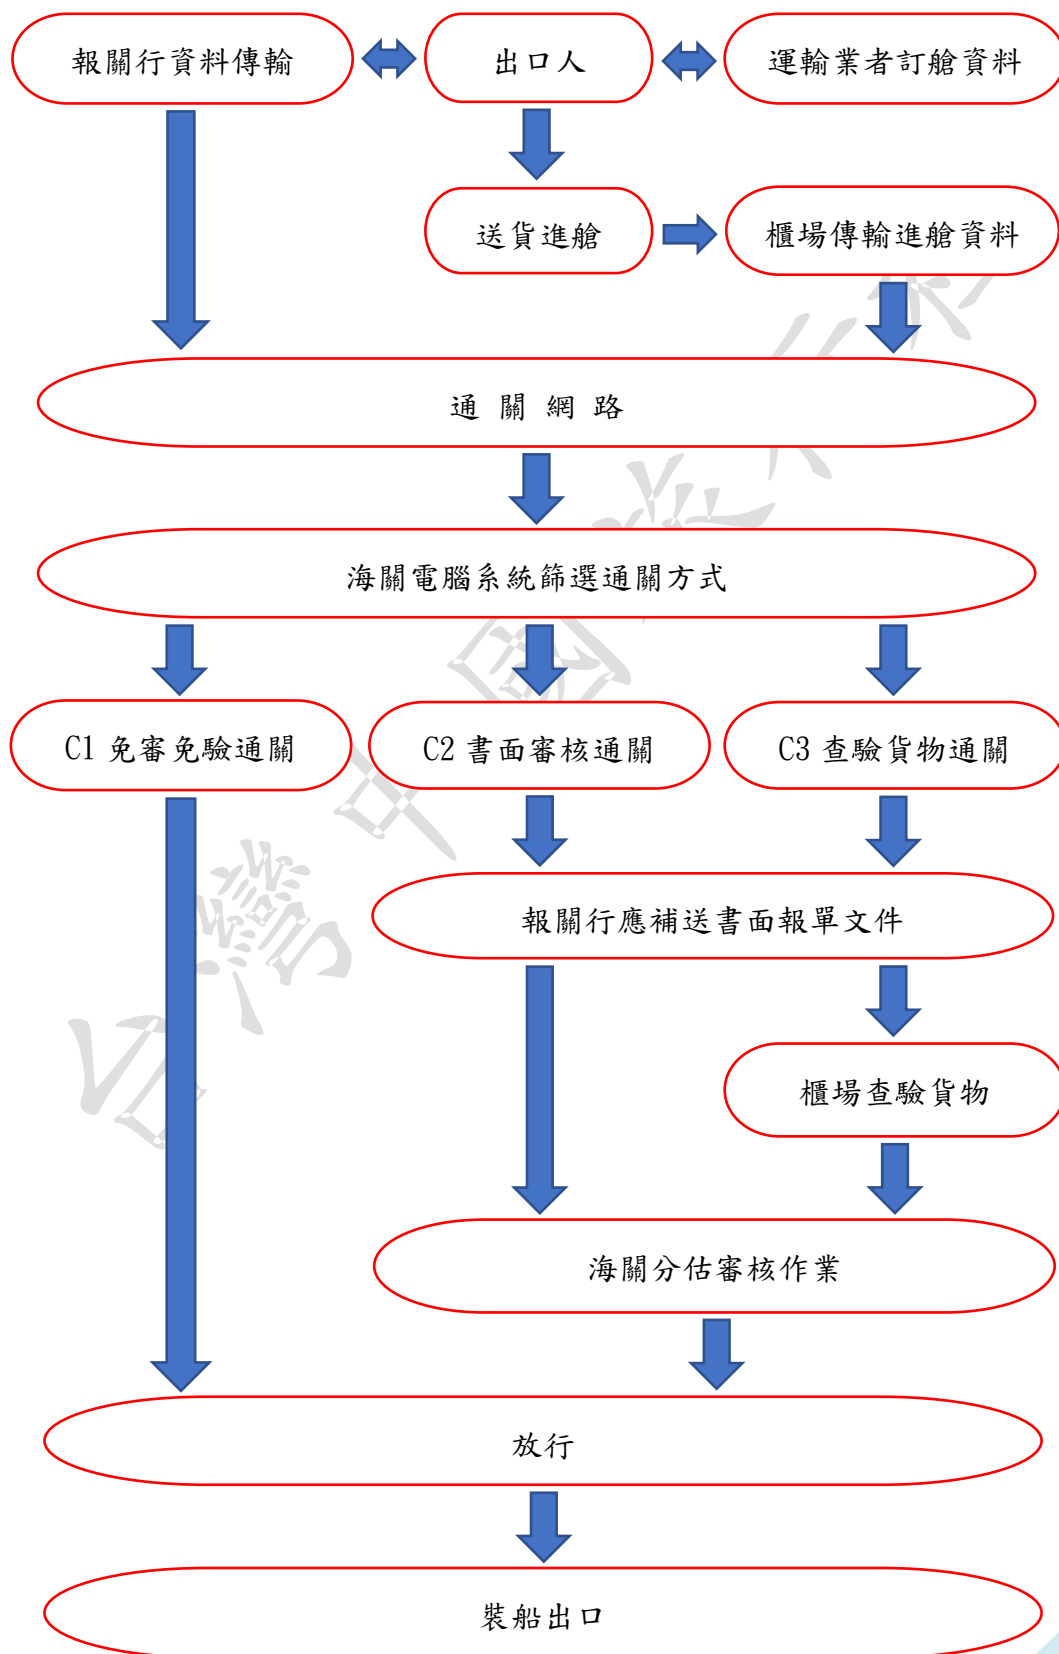 報關行資料傳輸
出口人
運輸業者訂艙資料
送貨進艙
櫃場傳輸進艙資料
通 關 網 路
海關電腦系統篩選通關方式
C1 免審免驗通關
C2 書面審核通關
C3 查驗貨物通關
報關行應補送書面報單文件
櫃場查驗貨物
海關分估審核作業
放行
裝船出口